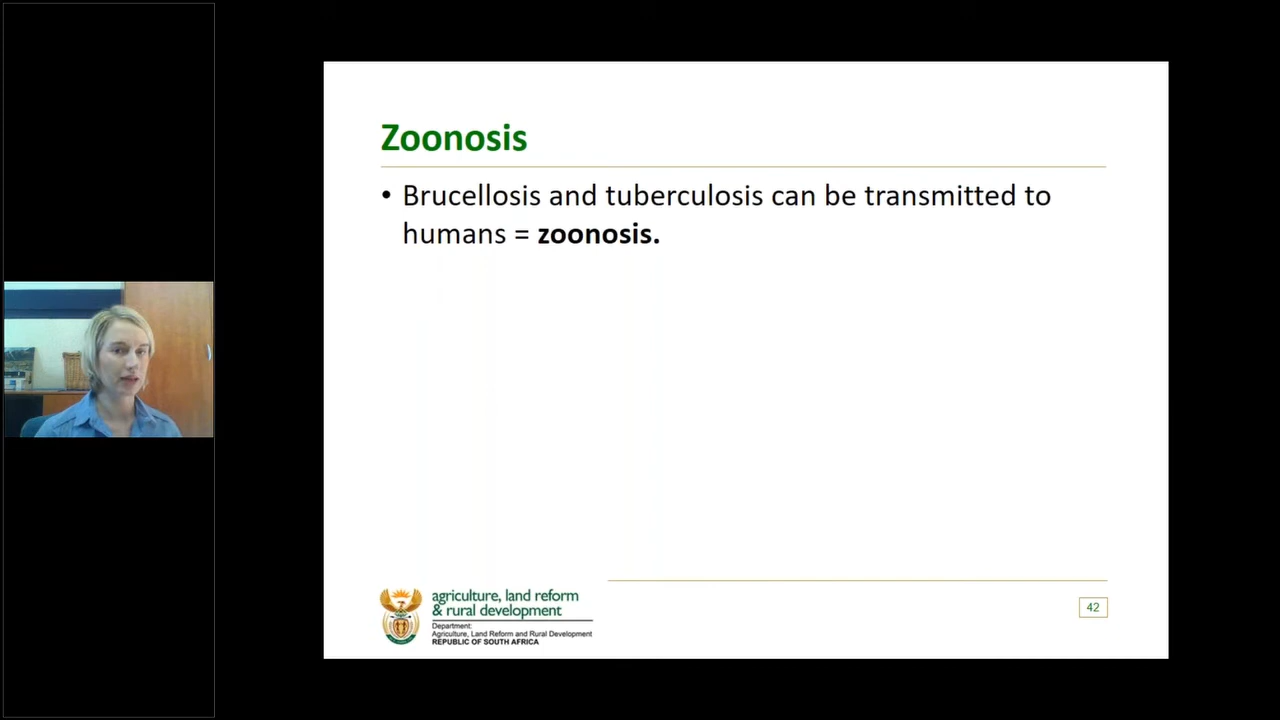 Zoonosis
• Brucellosis and tuberculosis can be transmitted to
humans = zoonosis.
agriculture, land reform
& rural development
Department:
Agriculture, Land Reform and Rural Development
REPUBLIC OF SOUTH AFRICA
42